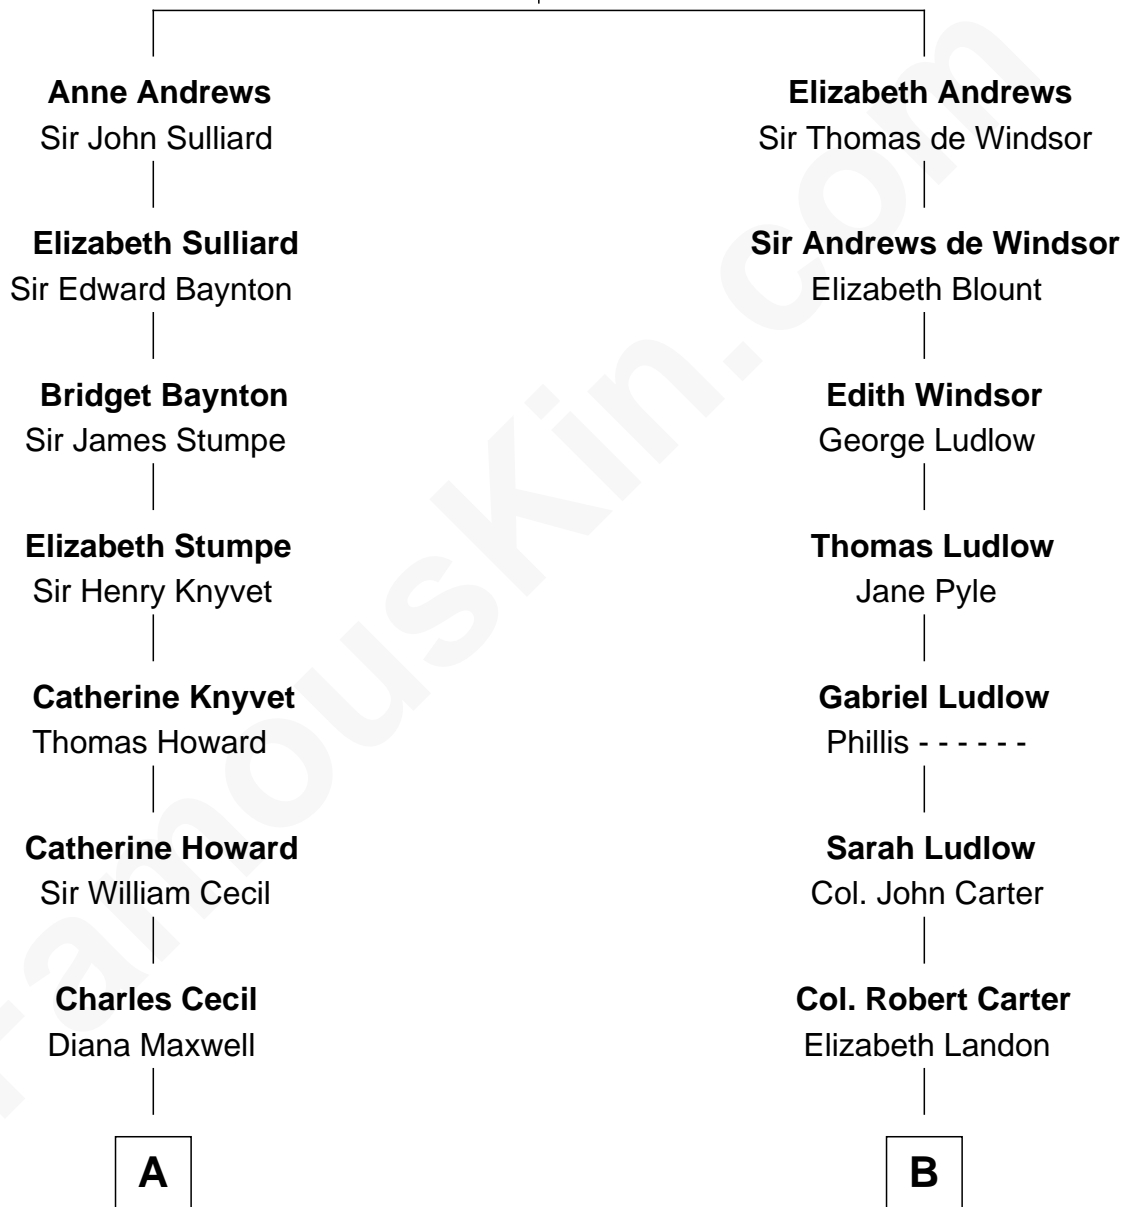 Anne Andrews
Sir John Sulliard
Elizabeth Sulliard
Sir Edward Baynton
Bridget Baynton
Sir James Stumpe
Elizabeth Stumpe
Sir Henry Knyvet
Catherine Knyvet
Thomas Howard
Catherine Howard
Sir William Cecil
Charles Cecil
Diana Maxwell
A
Elizabeth Andrews
Sir Thomas de Windsor
Sir Andrews de Windsor
Elizabeth Blount
Edith Windsor
George Ludlow
Thomas Ludlow
Jane Pyle
Gabriel Ludlow
Phillis - - - - - -
Sarah Ludlow
Col. John Carter
Col. Robert Carter
Elizabeth Landon
B
FamousKin.com